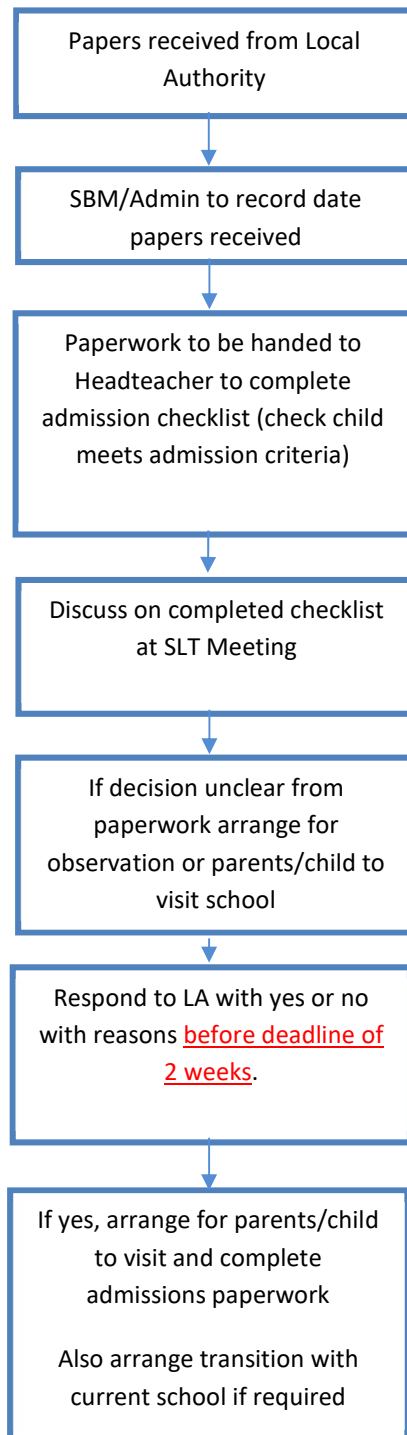 Papers received from Local
Authority
SBM/Admin to record date
papers received
Paperwork to be handed to
Headteacher to complete
admission checklist (check child
meets admission criteria)
Discuss on completed checklist
at SLT Meeting
If decision unclear from
paperwork arrange for
observation or parents/child to
visit school
Respond to LA with yes or no
with reasons before deadline of
2 weeks.
If yes, arrange for parents/child
to visit and complete
admissions paperwork
Also arrange transition with
current school if required